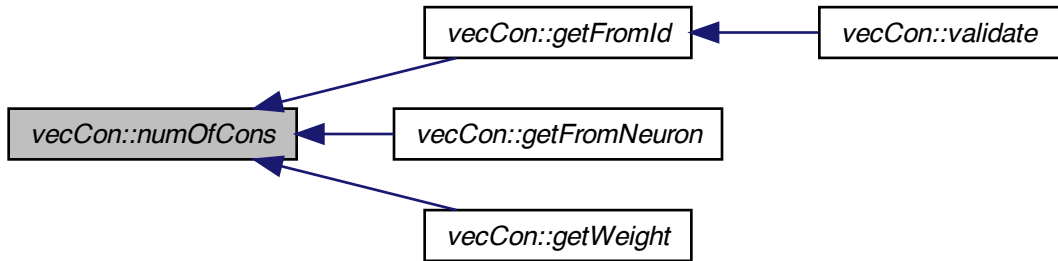 vecCon::getFromId
vecCon::validate
vecCon::numOfCons
vecCon::getFromNeuron
vecCon::getWeight